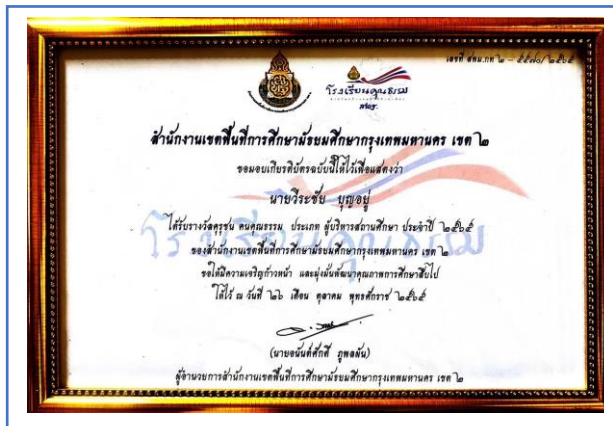 เลขที่ สพม.กท ๒ - ๕๕๗๐/๒๕๖๕
โรงเรียนคุณธรรม
สพฐ.
สำนักงานเขตพื้นที่การศึกษามัธยมศึกษากรุงเทพมหานคร เขต ๒
ขอมอบเกียรติบัตรฉบับนี้ให้ไว้เพื่อแสดงว่า
นายวีระชัย บุญอยู่
ได้รับรางวัลคุรุชน คนคุณธรรม ประเภท ผู้บริหารสถานศึกษา ประจำปี ๒๕๖๕
ของสำนักงานเขตพื้นที่การศึกษามัธยมศึกษากรุงเทพมหานคร เขต ๒
โรงเรียนคุณธรรม
ขอให้มีความเจริญก้าวหน้า และมุ่งมั่นพัฒนาคุณภาพการศึกษาสืบไป
ให้ไว้ ณ วันที่ ๒๖ เดือน ตุลาคม พุทธศักราช ๒๕๖๕
(นายอนันต์ศักดิ์ ภูพลผัน)
ผู้อำนวยการสำนักงานเขตพื้นที่การศึกษามัธยมศึกษากรุงเทพมหานคร เขต ๒